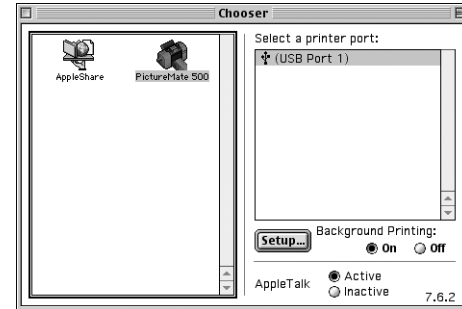 Chooser
AppleShare
PictureMate 500
Select a printer port:
(USB Port 1)
Setup...
Background Printing:
On Off
AppleTalk
Active
Inactive
7.6.2